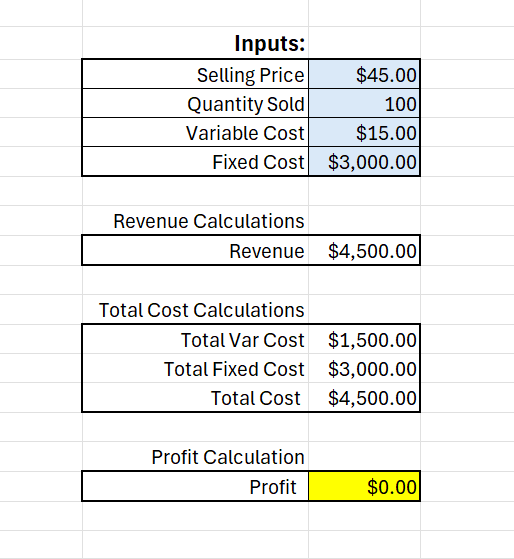 Inputs:
Selling Price $45.00
Quantity Sold 100
Variable Cost $15.00
Fixed Cost $3,000.00
Revenue Calculations
Revenue $4,500.00
Total Cost Calculations
Total Var Cost $1,500.00
Total Fixed Cost $3,000.00
Total Cost $4,500.00
Profit Calculation
Profit $0.00